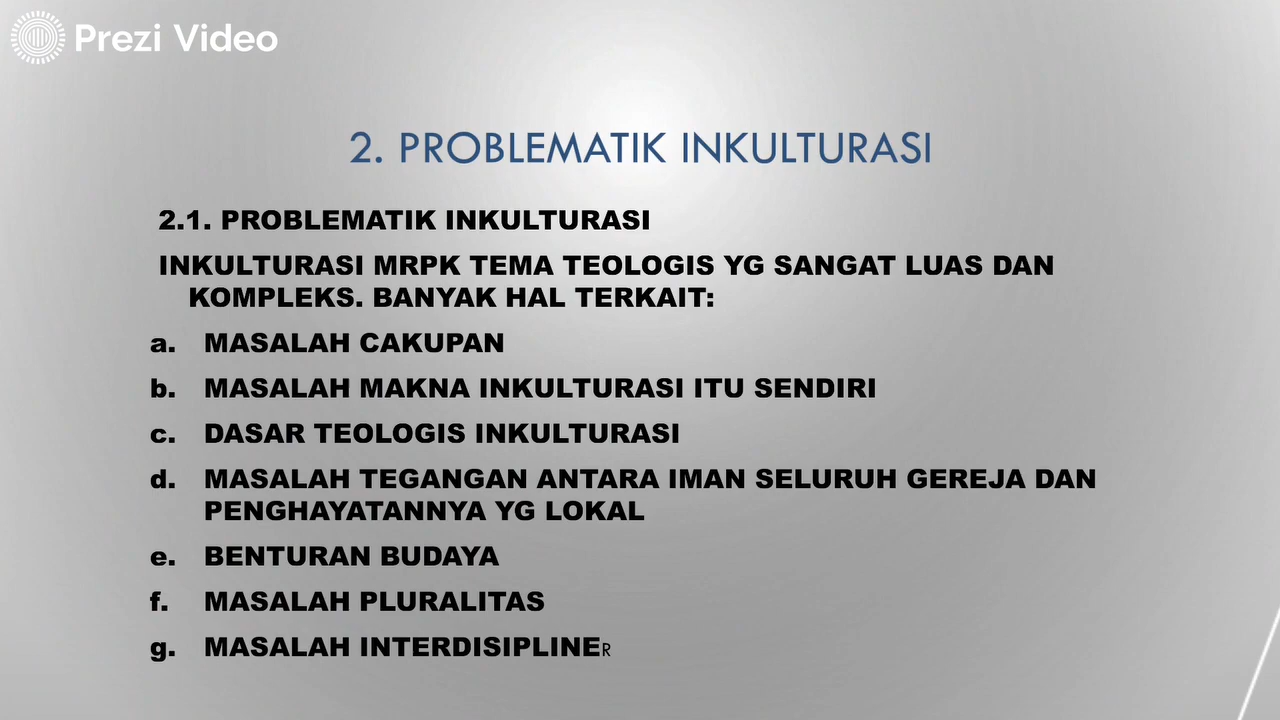 Prezi Video
2. PROBLEMATIK INKULTURASI
2.1. PROBLEMATIK INKULTURASI
INKULTURASI MRPK TEMA TEOLOGIS YG SANGAT LUAS DAN
KOMPLEKS. BANYAK HAL TERKAIT:
a. MASALAH CAKUPAN
b. MASALAH MAKNA INKULTURASI ITU SENDIRI
c. DASAR TEOLOGIS INKULTURASI
d. MASALAH TEGANGAN ANTARA IMAN SELURUH GEREJA DAN
PENGHAYATANNYA YG LOKAL
e. BENTURAN BUDAYA
f. MASALAH PLURALITAS
g. MASALAH INTERDISIPLINER